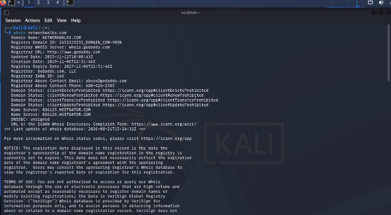 Session Actions Edit View Help
whois networkwalks.com
Domain Name: NETWORKWALKS.COM
Registry Domain ID:
Registrar WHOIS Server: whois.godaddy.com
Registrar URL: http://www.godaddy.com
Updated Date:
Creation Date:
Registry Expiry Date:
Registrar: GoDaddy.com, LLC
Registrar IANA ID: 146
Registrar Abuse Contact Email: abuse@godaddy.com
Registrar Abuse Contact Phone: 480-624-2505
Domain Status: clientDeleteProhibited https://icann.org/epp#clientDeleteProhibited
Domain Status: clientRenewProhibited https://icann.org/epp#clientRenewProhibited
Domain Status: clientTransferProhibited https://icann.org/epp#clientTransferProhibited
Domain Status: clientUpdateProhibited https://icann.org/epp#clientUpdateProhibited
Name Server:
Name Server:
DNSSEC: unsigned
URL of the ICANN Whois Inaccuracy Complaint Form: https://www.icann.org/wicf/
>>> Last update of whois database:
For more information on Whois status codes, please visit https://icann.org/epp
NOTICE: The expiration date displayed in this record is the date the
registrar's sponsorship of the domain name registration in the registry is
currently set to expire. This date does not necessarily reflect the expiration
date of the domain name registrant's agreement with the sponsoring
registrar. Users may consult the sponsoring registrar's Whois database to
view the registrar's reported date of expiration for this registration.
TERMS OF USE: You are not authorized to access or query our Whois
database through the use of electronic processes that are high-volume and
automated except as reasonably necessary to register domain names or
modify existing registrations; the Data in VeriSign Global Registry
Services' ("VeriSign") Whois database is provided by VeriSign for
information purposes only, and to assist persons in obtaining information
about or related to a domain name registration record. VeriSign does not
KALI